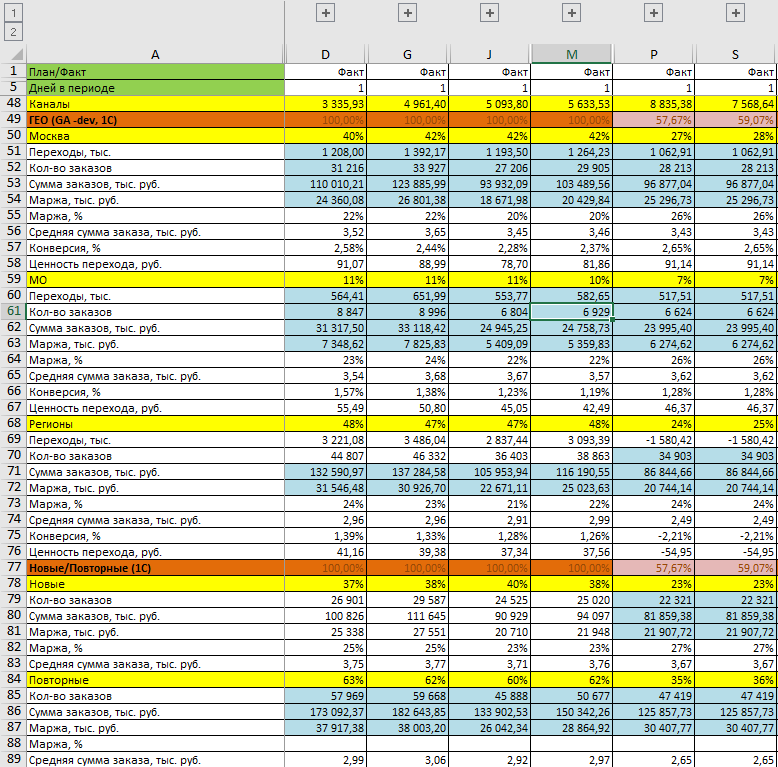 1 + + + + + +
2
A D G J M P S
1 План/Факт Факт Факт Факт Факт Факт Факт
5 Дней в периоде 1 1 1 1 1 1
48 Каналы 3 335,93 4 961,40 5 093,80 5 633,53 8 835,38 7 568,64
49 ГЕО (GA -dev, 1C) 100,00% 100,00% 100,00% 100,00% 57,67% 59,07%
50 Москва 40% 42% 42% 42% 27% 28%
51 Переходы, тыс. 1 208,00 1 392,17 1 193,50 1 264,23 1 062,91 1 062,91
52 Кол-во заказов 31 216 33 927 27 206 29 905 28 213 28 213
53 Сумма заказов, тыс. руб. 110 010,21 123 885,99 93 932,09 103 489,56 96 877,04 96 877,04
54 Маржа, тыс. руб. 24 360,08 26 801,38 18 671,98 20 429,84 25 296,73 25 296,73
55 Маржа, % 22% 22% 20% 20% 26% 26%
56 Средняя сумма заказа, тыс. руб. 3,52 3,65 3,45 3,46 3,43 3,43
57 Конверсия, % 2,58% 2,44% 2,28% 2,37% 2,65% 2,65%
58 Ценность перехода, руб. 91,07 88,99 78,70 81,86 91,14 91,14
59 МО 11% 11% 11% 10% 7% 7%
60 Переходы, тыс. 564,41 651,99 553,77 582,65 517,51 517,51
61 Кол-во заказов 8 847 8 996 6 804 6 929 6 624 6 624
62 Сумма заказов, тыс. руб. 31 317,50 33 118,42 24 945,25 24 758,73 23 995,40 23 995,40
63 Маржа, тыс. руб. 7 348,62 7 825,83 5 409,09 5 359,83 6 274,62 6 274,62
64 Маржа, % 23% 24% 22% 22% 26% 26%
65 Средняя сумма заказа, тыс. руб. 3,54 3,68 3,67 3,57 3,62 3,62
66 Конверсия, % 1,57% 1,38% 1,23% 1,19% 1,28% 1,28%
67 Ценность перехода, руб. 55,49 50,80 45,05 42,49 46,37 46,37
68 Регионы 48% 47% 47% 48% 24% 25%
69 Переходы, тыс. 3 221,08 3 486,04 2 837,44 3 093,39 -1 580,42 -1 580,42
70 Кол-во заказов 44 807 46 332 36 403 38 863 34 903 34 903
71 Сумма заказов, тыс. руб. 132 590,97 137 284,58 105 953,94 116 190,55 86 844,66 86 844,66
72 Маржа, тыс. руб. 31 546,48 30 926,70 22 671,11 25 023,63 20 744,14 20 744,14
73 Маржа, % 24% 23% 21% 22% 24% 24%
74 Средняя сумма заказа, тыс. руб. 2,96 2,96 2,91 2,99 2,49 2,49
75 Конверсия, % 1,39% 1,33% 1,28% 1,26% -2,21% -2,21%
76 Ценность перехода, руб. 41,16 39,38 37,34 37,56 -54,95 -54,95
77 Новые/Повторные (1C) 100,00% 100,00% 100,00% 100,00% 57,67% 59,07%
78 Новые 37% 38% 40% 38% 23% 23%
79 Кол-во заказов 26 901 29 587 24 525 25 020 22 321 22 321
80 Сумма заказов, тыс. руб. 100 826 111 645 90 929 94 097 81 859,38 81 859,38
81 Маржа, тыс. руб. 25 338 27 551 20 710 21 948 21 907,72 21 907,72
82 Маржа, % 25% 25% 23% 23% 27% 27%
83 Средняя сумма заказа, тыс. руб. 3,75 3,77 3,71 3,76 3,67 3,67
84 Повторные 63% 62% 60% 62% 35% 36%
85 Кол-во заказов 57 969 59 668 45 888 50 677 47 419 47 419
86 Сумма заказов, тыс. руб. 173 092,37 182 643,85 133 902,53 150 342,26 125 857,73 125 857,73
87 Маржа, тыс. руб. 37 917,38 38 003,20 26 042,34 28 864,92 30 407,77 30 407,77
88 Маржа, %
89 Средняя сумма заказа, тыс. руб. 2,99 3,06 2,92 2,97 2,65 2,65